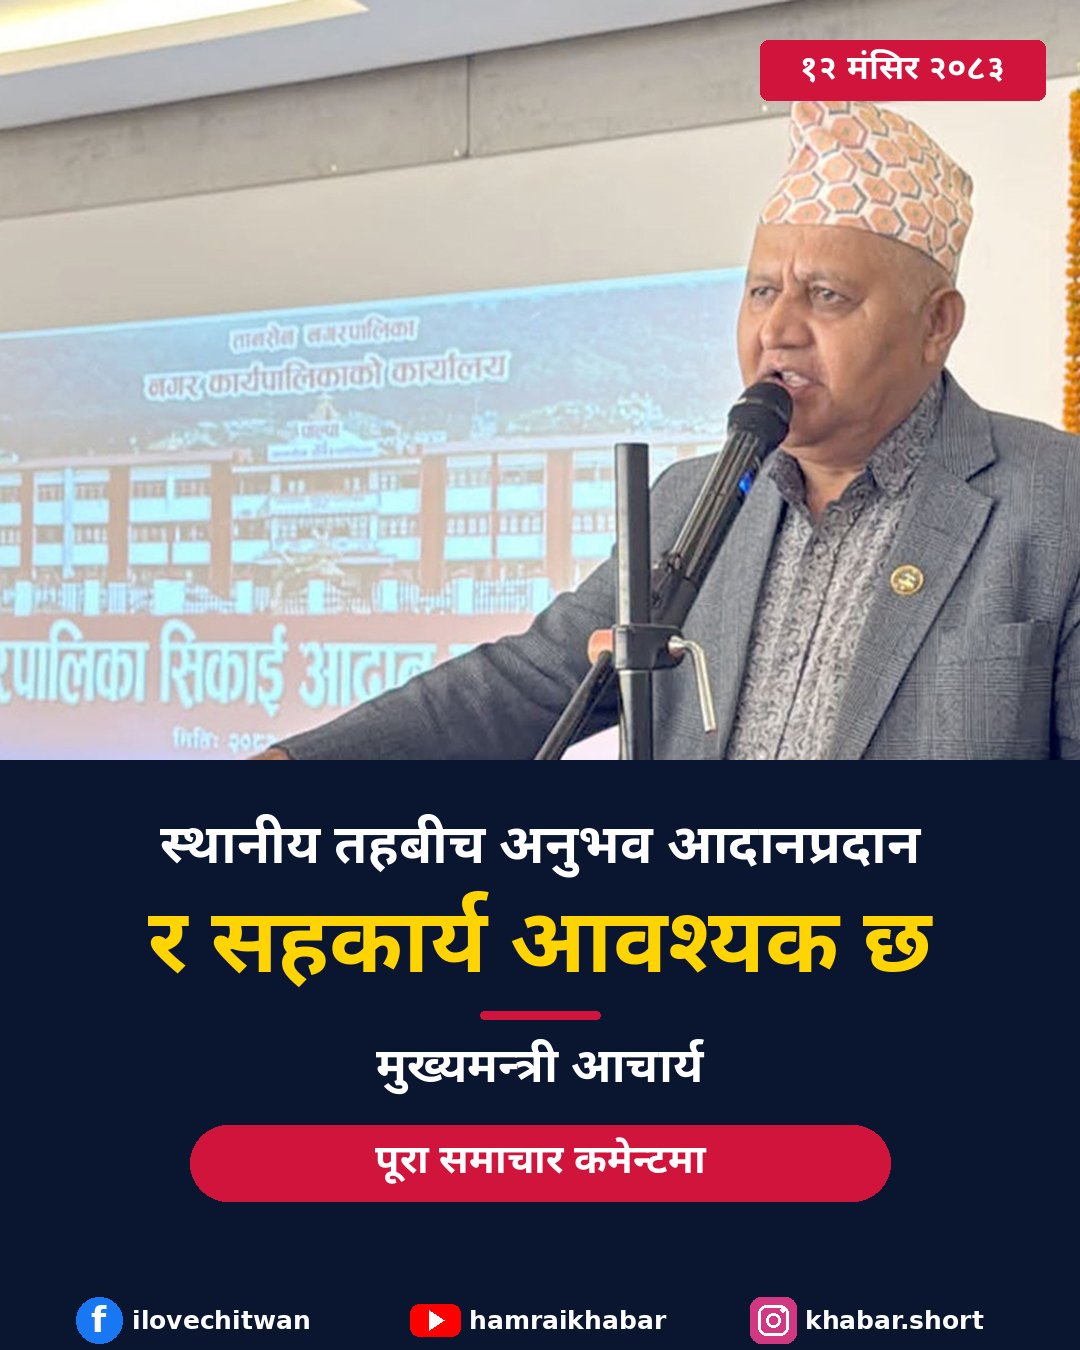 १२ मंसिर २०८३
तानसेन नगरपालिका
नगर कार्यपालिकाको कार्यालय
पाल्पा
रपालिका सिकाई आदान
मिति: २०८
स्थानीय तहबीच अनुभव आदानप्रदान
र सहकार्य आवश्यक छ
मुख्यमन्त्री आचार्य
पूरा समाचार कमेन्टमा
ilovechitwan
hamraikhabar
khabar.short